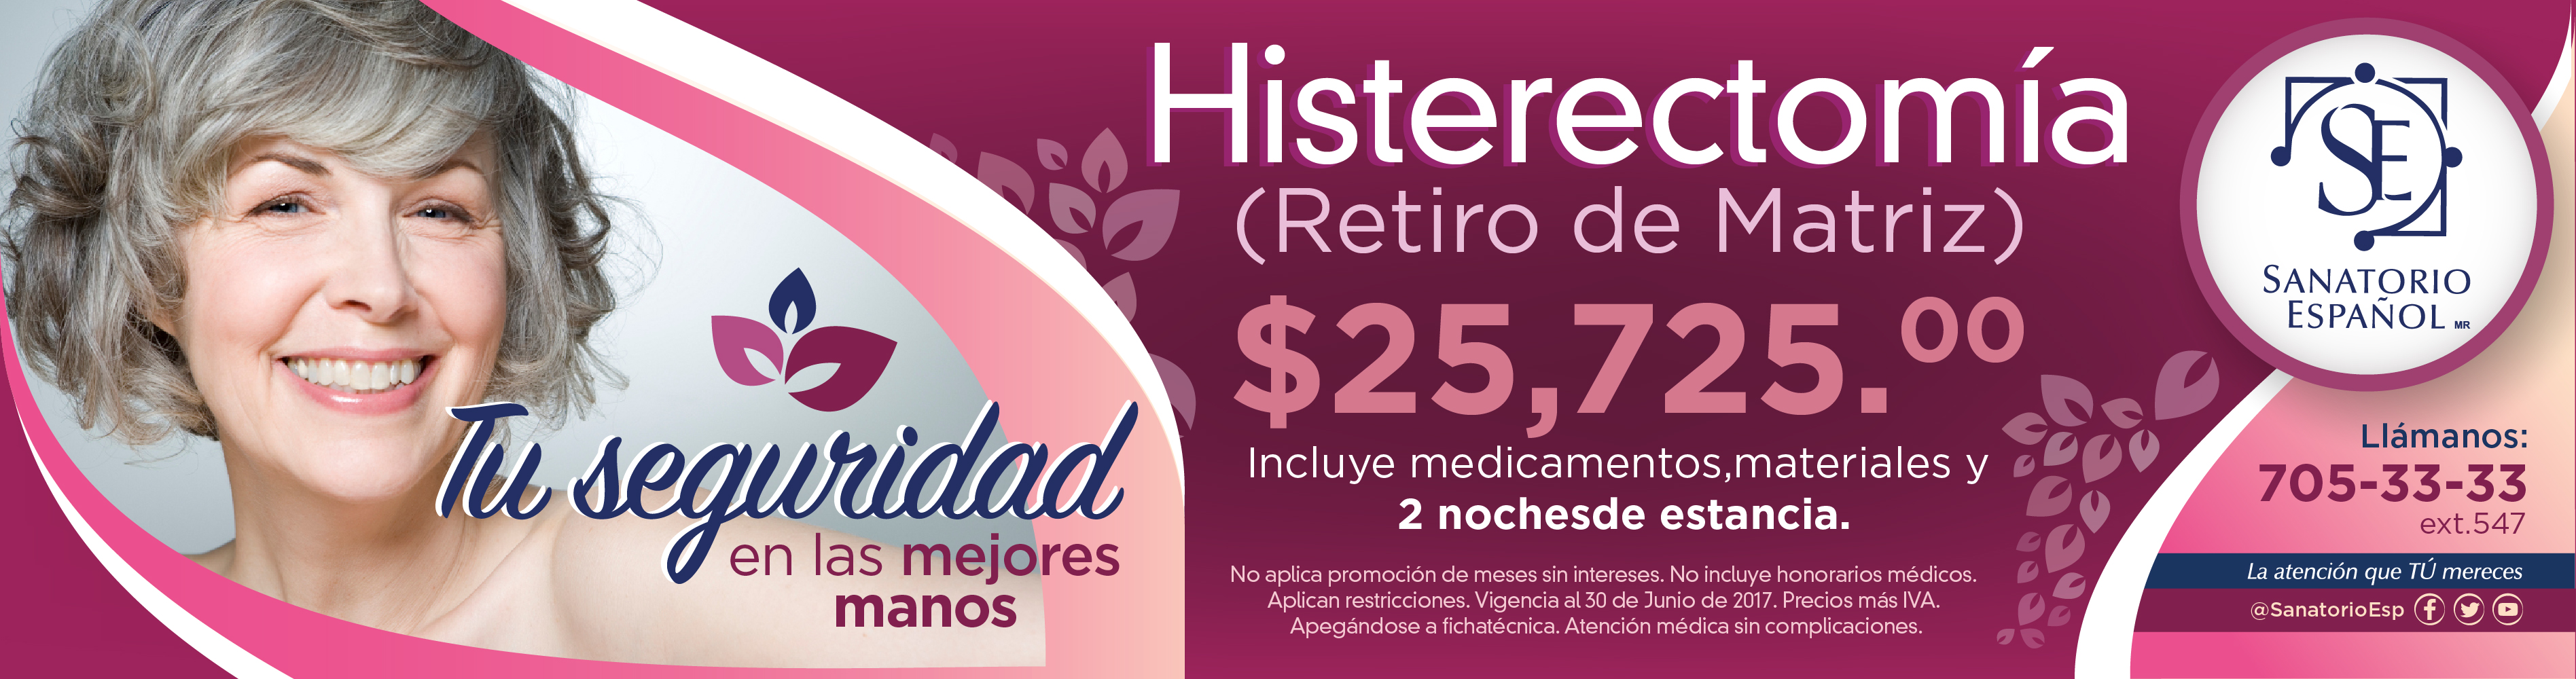 Tu seguridad
en las mejores
manos
Histerectomía
(Retiro de Matriz)
$25,725.00
Incluye medicamentos,materiales y
2 nochesde estancia.
No aplica promoción de meses sin intereses. No incluye honorarios médicos.
Aplican restricciones. Vigencia al 30 de Junio de 2017. Precios más IVA.
Apegándose a fichatécnica. Atención médica sin complicaciones.
SE
SANATORIO
ESPAÑOL MR
Llámanos:
705-33-33
ext.547
La atención que TÚ mereces
@SanatorioEsp